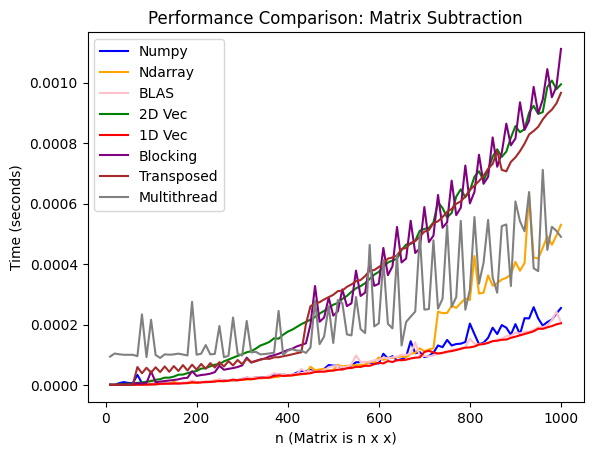 Performance Comparison: Matrix Subtraction
Numpy
Ndarray
BLAS
2D Vec
1D Vec
Blocking
Transposed
Multithread
Time (seconds)
0.0010
0.0008
0.0006
0.0004
0.0002
0.0000
0 200 400 600 800 1000
n (Matrix is n x x)